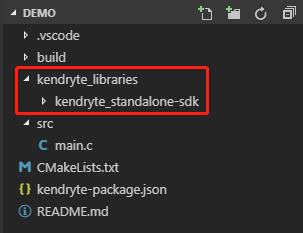 DEMO
.vscode
build
kendryte_libraries
kendryte_standalone-sdk
src
main.c
CMakeLists.txt
kendryte-package.json
README.md